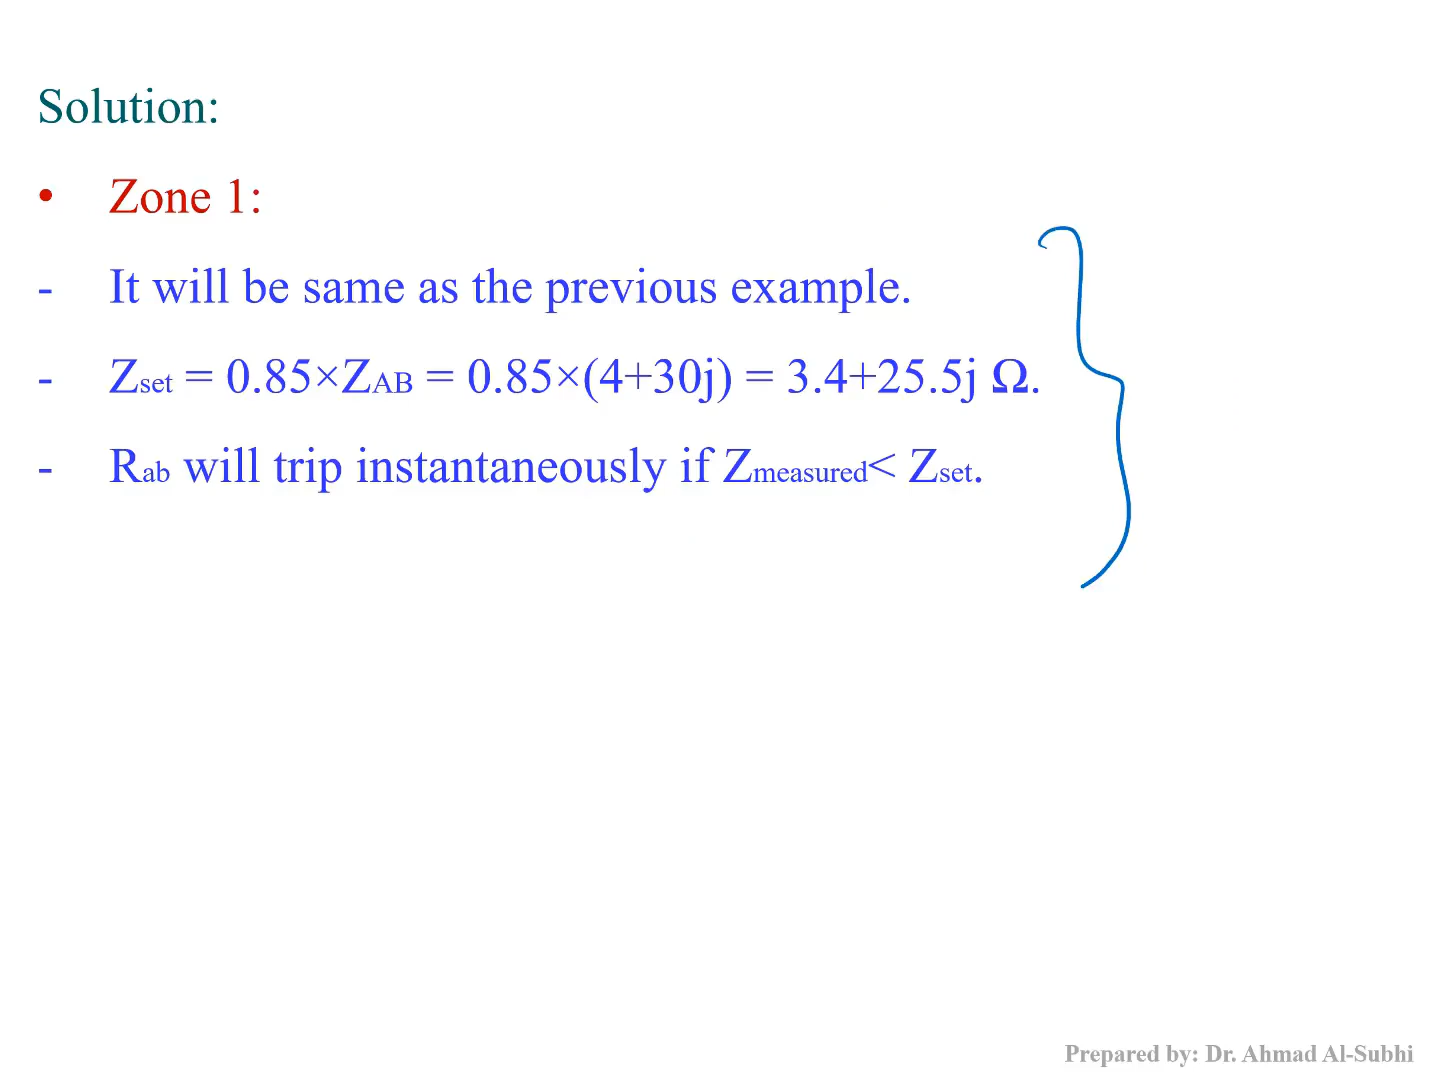 Solution:
• Zone 1:
- It will be same as the previous example.
- Zset = 0.85×ZAB = 0.85×(4+30j) = 3.4+25.5j Ω.
- Rab will trip instantaneously if Zmeasured< Zset.
Prepared by: Dr. Ahmad Al-Subhi